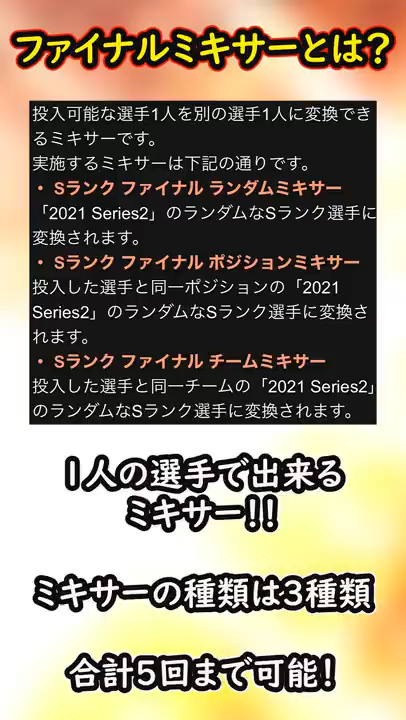 ファイナルミキサーとは?
投入可能な選手1人を別の選手1人に変換でき
るミキサーです。
実施するミキサーは下記の通りです。
・ Sランク ファイナル ランダムミキサー
「2021 Series2」のランダムなSランク選手に
変換されます。
・ Sランク ファイナル ポジションミキサー
投入した選手と同一ポジションの「2021
Series2」のランダムなSランク選手に変換さ
れます。
・ Sランク ファイナル チームミキサー
投入した選手と同一チームの「2021 Series2」
のランダムなSランク選手に変換されます。
1人の選手で出来る
ミキサー!!
ミキサーの種類は3種類
合計5回まで可能!